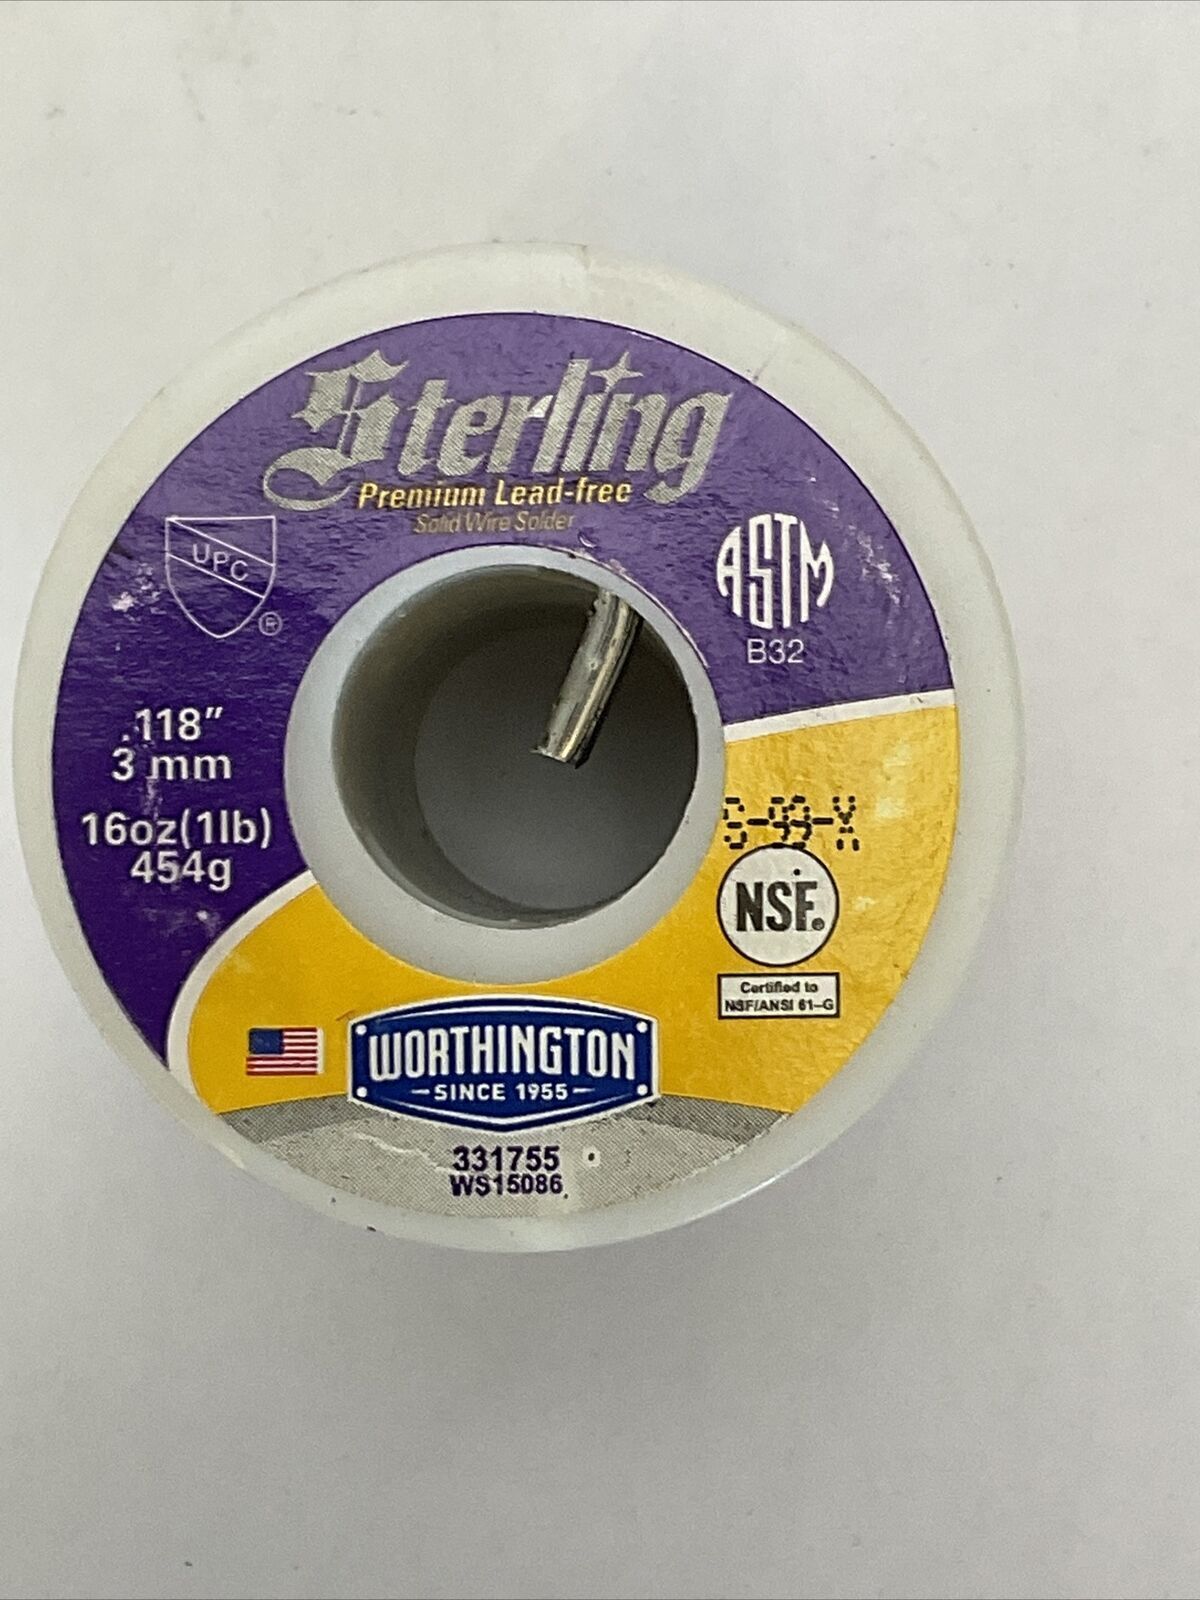 Sterling
Premium Lead-free
Solid Wire Solder
UPC
®
ASTM
B32
.118"
3 mm
16oz(1lb)
454g
NSF®
Certified to
NSF/ANSI 61–G
WORTHINGTON
–SINCE 1955–
331755
WS15086